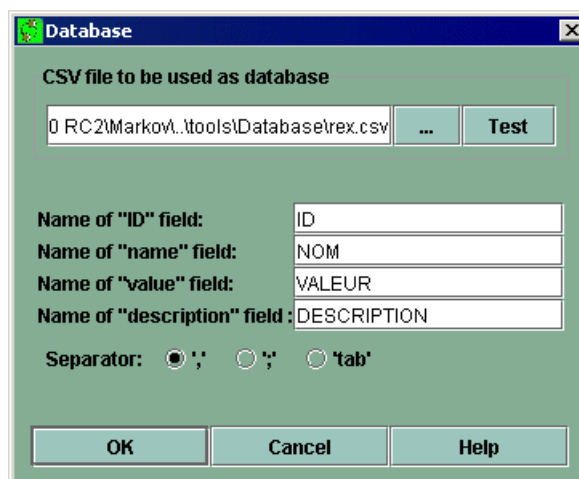 Database
CSV file to be used as database
0 RC2\Markov\..\tools\Database\rex.csv ... Test
Name of "ID" field: ID
Name of "name" field: NOM
Name of "value" field: VALEUR
Name of "description" field : DESCRIPTION
Separator: ',' ';' 'tab'
OK Cancel Help